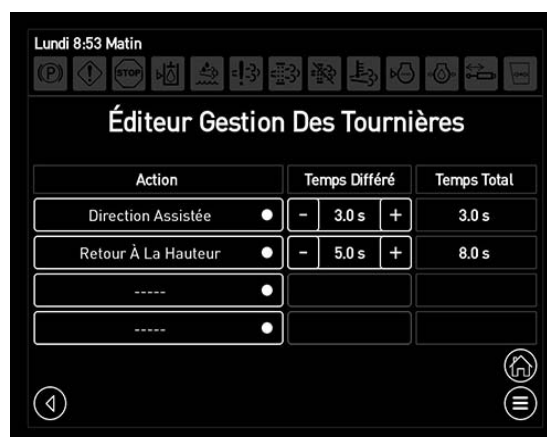 Lundi 8:53 Matin
(P) STOP
Éditeur Gestion Des Tournières
Action Temps Différé Temps Total
Direction Assistée - 3.0 s + 3.0 s
Retour À La Hauteur - 5.0 s + 8.0 s
-----
-----